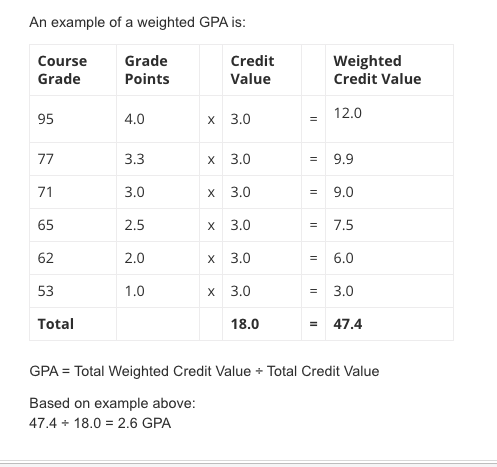 An example of a weighted GPA is:
Course Grade Grade Points Credit Value Weighted Credit Value
95 4.0 x 3.0 = 12.0
77 3.3 x 3.0 = 9.9
71 3.0 x 3.0 = 9.0
65 2.5 x 3.0 = 7.5
62 2.0 x 3.0 = 6.0
53 1.0 x 3.0 = 3.0
Total 18.0 = 47.4
GPA = Total Weighted Credit Value ÷ Total Credit Value
Based on example above:
47.4 ÷ 18.0 = 2.6 GPA